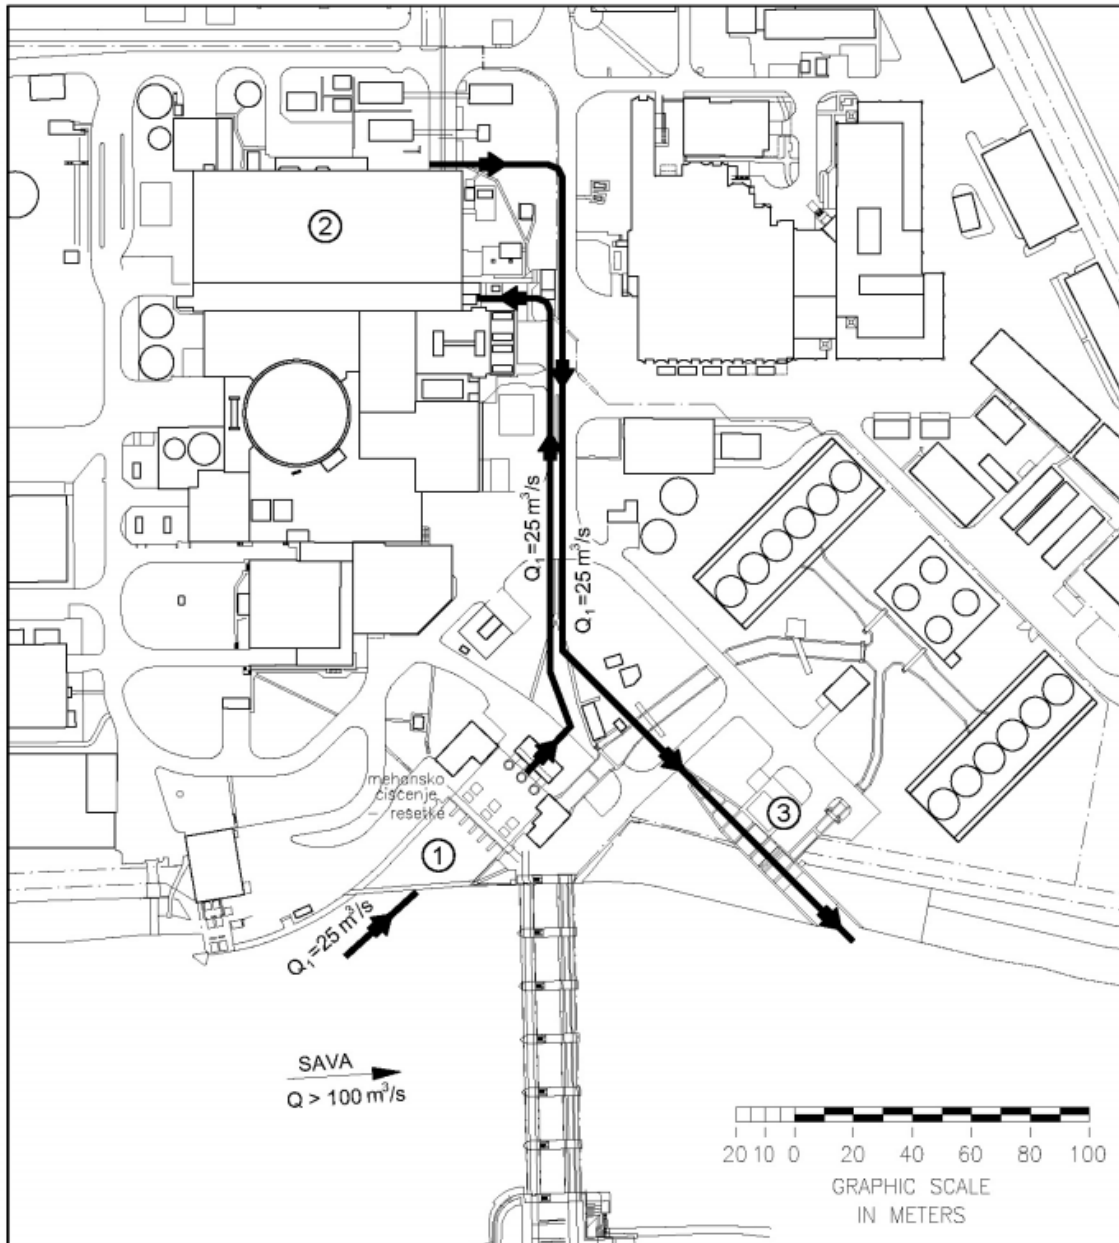 2
Q1=25 m³/s
Q1=25 m³/s
mehansko
čiščenje
- rešetke
1
3
Q1=25 m³/s
SAVA
Q > 100 m³/s
20 10 0 20 40 60 80 100
GRAPHIC SCALE
IN METERS